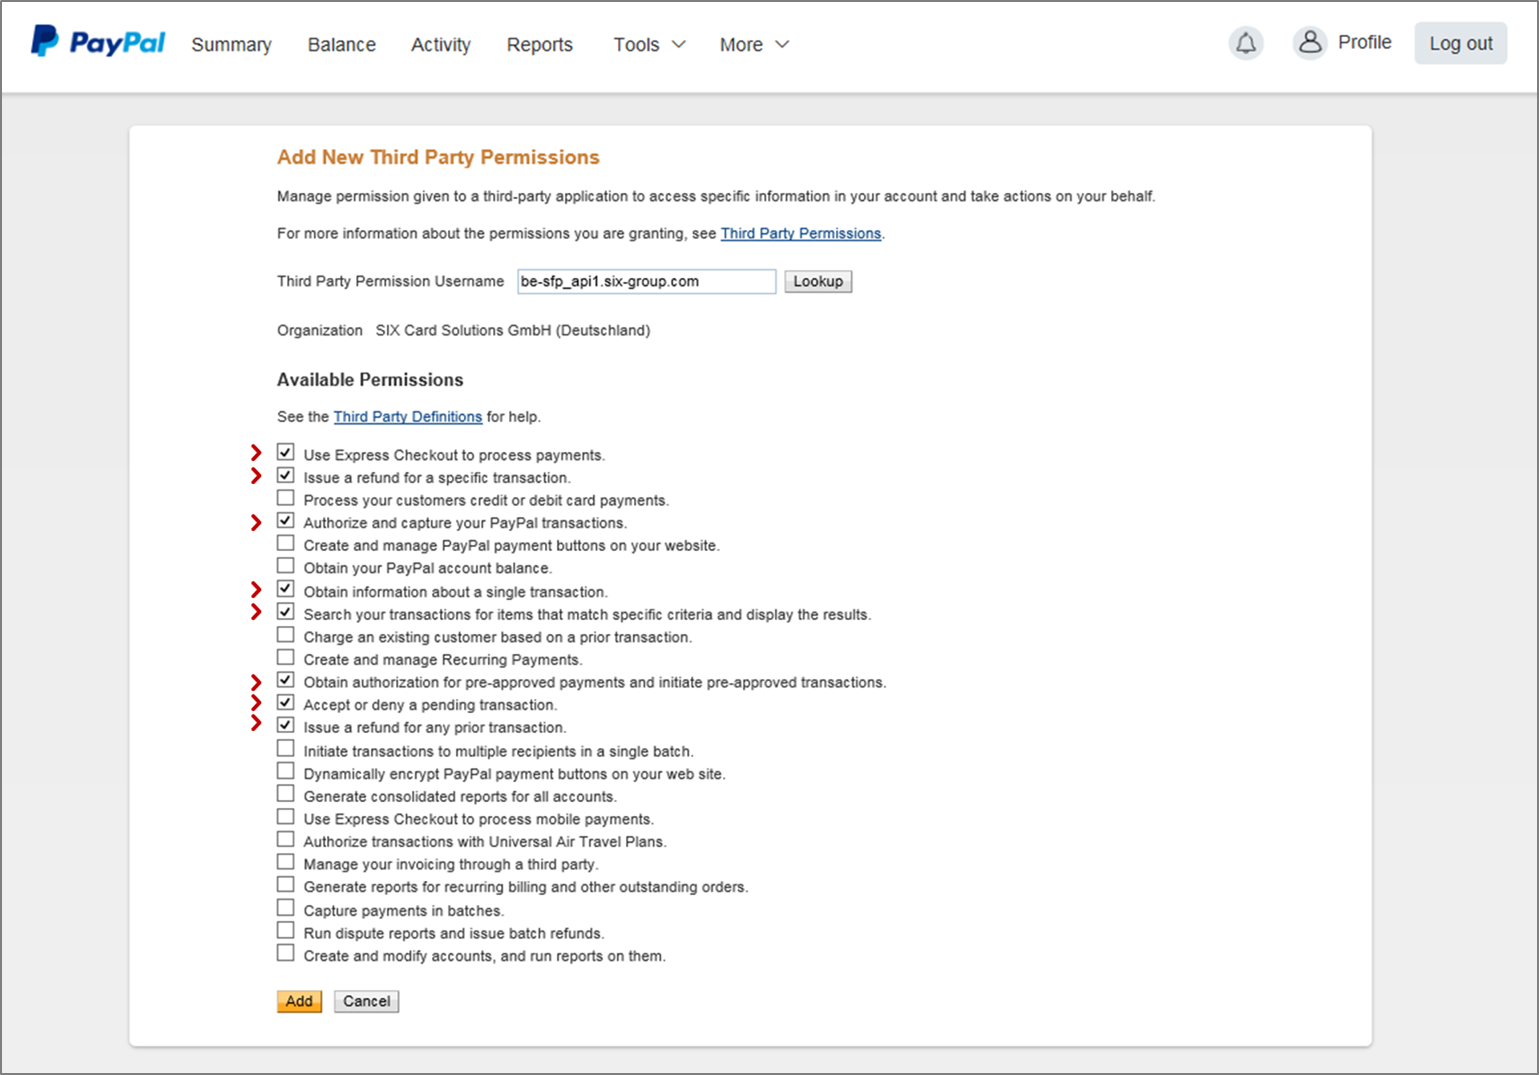 PayPal Summary Balance Activity Reports Tools More Profile Log out
Add New Third Party Permissions
Manage permission given to a third-party application to access specific information in your account and take actions on your behalf.
For more information about the permissions you are granting, see Third Party Permissions.
Third Party Permission Username be-sfp_api1.six-group.com Lookup
Organization SIX Card Solutions GmbH (Deutschland)
Available Permissions
See the Third Party Definitions for help.
Use Express Checkout to process payments.
Issue a refund for a specific transaction.
Process your customers credit or debit card payments.
Authorize and capture your PayPal transactions.
Create and manage PayPal payment buttons on your website.
Obtain your PayPal account balance.
Obtain information about a single transaction.
Search your transactions for items that match specific criteria and display the results.
Charge an existing customer based on a prior transaction.
Create and manage Recurring Payments.
Obtain authorization for pre-approved payments and initiate pre-approved transactions.
Accept or deny a pending transaction.
Issue a refund for any prior transaction.
Initiate transactions to multiple recipients in a single batch.
Dynamically encrypt PayPal payment buttons on your web site.
Generate consolidated reports for all accounts.
Use Express Checkout to process mobile payments.
Authorize transactions with Universal Air Travel Plans.
Manage your invoicing through a third party.
Generate reports for recurring billing and other outstanding orders.
Capture payments in batches.
Run dispute reports and issue batch refunds.
Create and modify accounts, and run reports on them.
Add Cancel